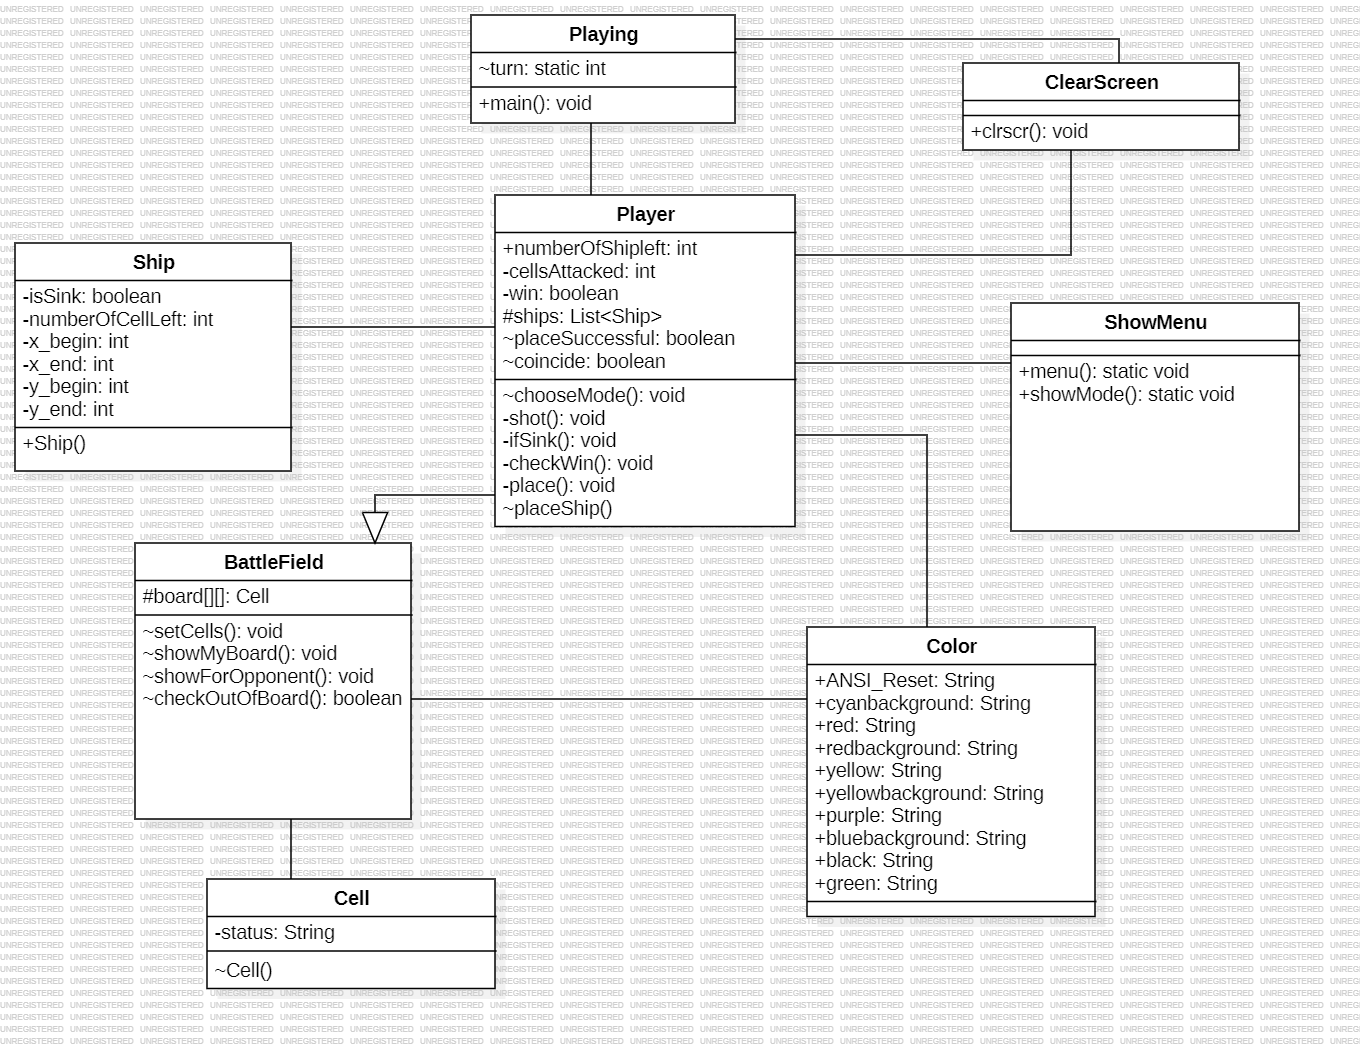 Playing
~turn: static int
+main(): void
ClearScreen
+clrscr(): void
Player
+numberOfShipleft: int
-cellsAttacked: int
-win: boolean
#ships: List<Ship>
~placeSuccessful: boolean
~coincide: boolean
~chooseMode(): void
-shot(): void
-ifSink(): void
-checkWin(): void
-place(): void
~placeShip()
Ship
-isSink: boolean
-numberOfCellLeft: int
-x_begin: int
-x_end: int
-y_begin: int
-y_end: int
+Ship()
ShowMenu
+menu(): static void
+showMode(): static void
BattleField
#board[][]: Cell
~setCells(): void
~showMyBoard(): void
~showForOpponent(): void
~checkOutOfBoard(): boolean
Color
+ANSI_Reset: String
+cyanbackground: String
+red: String
+redbackground: String
+yellow: String
+yellowbackground: String
+purple: String
+bluebackground: String
+black: String
+green: String
Cell
-status: String
~Cell()
UNREGISTERED